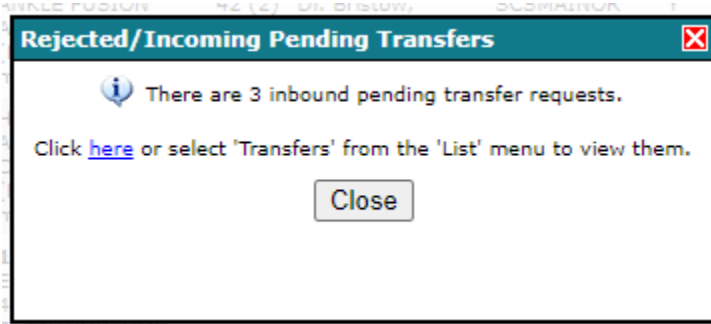 ANKLE FUSION 42 (2) Dr. Bristow, SCSMAINOR Y
Rejected/Incoming Pending Transfers
There are 3 inbound pending transfer requests.
Click here or select 'Transfers' from the 'List' menu to view them.
Close